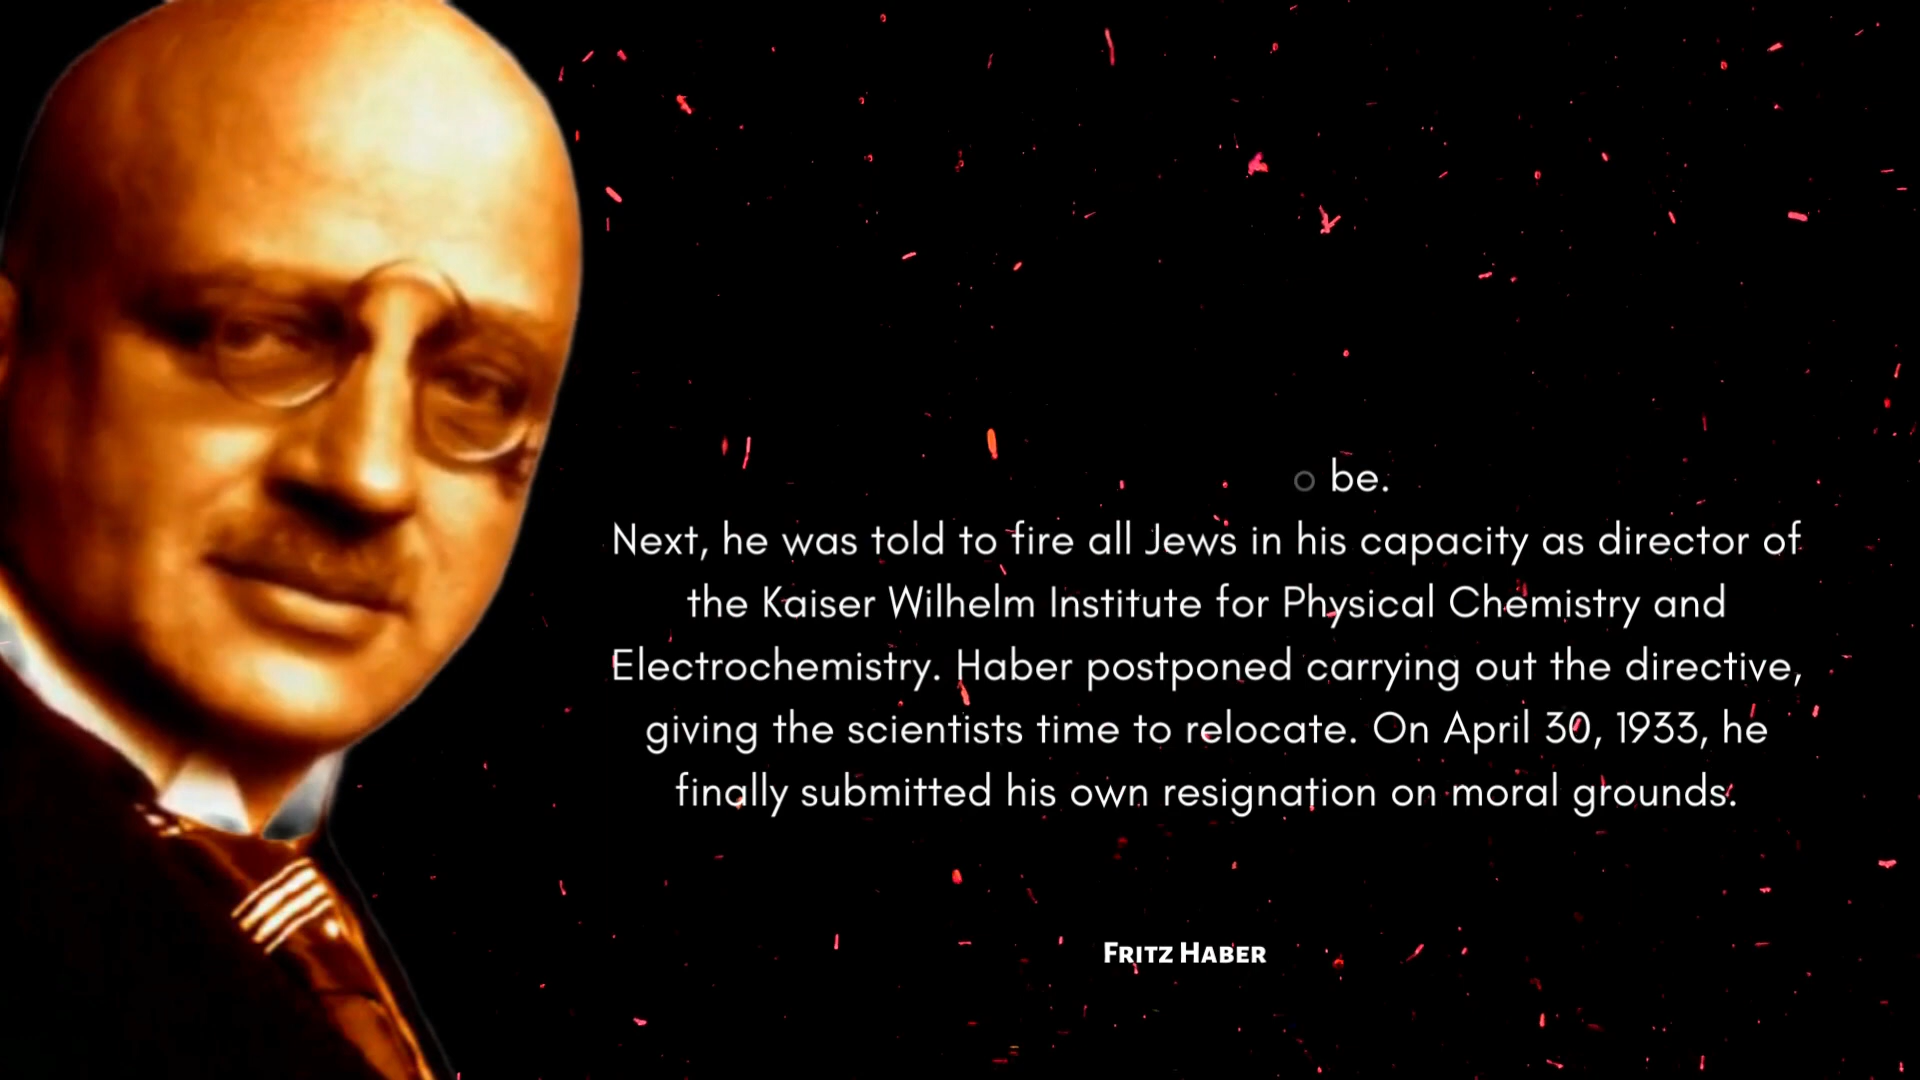 o be.
Next, he was told to fire all Jews in his capacity as director of
the Kaiser Wilhelm Institute for Physical Chemistry and
Electrochemistry. Haber postponed carrying out the directive,
giving the scientists time to relocate. On April 30, 1933, he
finally submitted his own resignation on moral grounds.
Fritz Haber